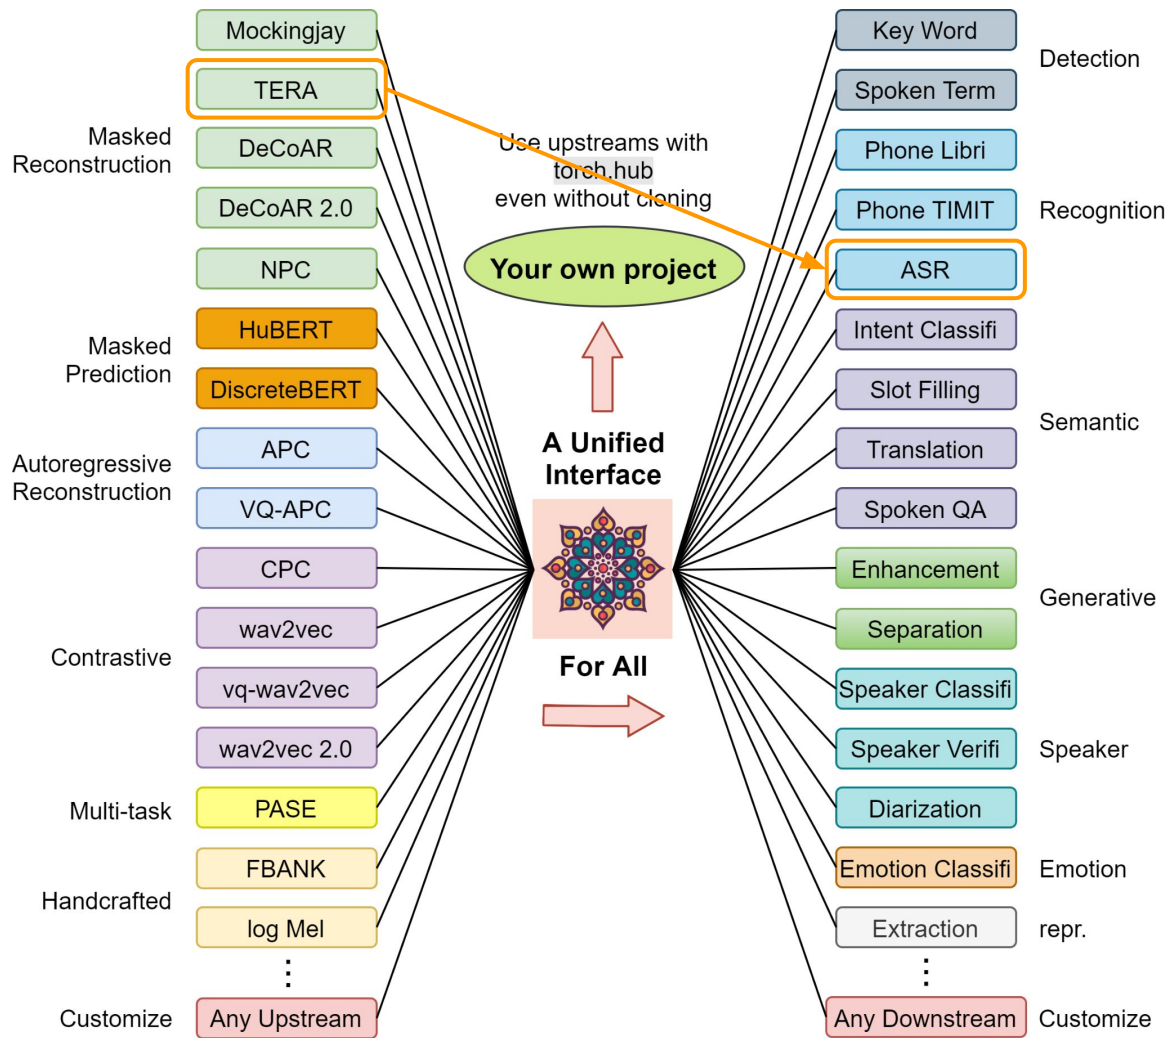 Mockingjay
TERA
Masked
Reconstruction
DeCoAR
DeCoAR 2.0
NPC
Masked
Prediction
HuBERT
DiscreteBERT
Autoregressive
Reconstruction
APC
VQ-APC
Contrastive
CPC
wav2vec
vq-wav2vec
wav2vec 2.0
Multi-task
PASE
Handcrafted
FBANK
log Mel
Customize
Any Upstream
Use upstreams with
torch.hub
even without cloning
Your own project
A Unified
Interface
For All
Key Word
Detection
Spoken Term
Phone Libri
Phone TIMIT
Recognition
ASR
Intent Classifi
Slot Filling
Semantic
Translation
Spoken QA
Enhancement
Generative
Separation
Speaker Classifi
Speaker Verifi
Speaker
Diarization
Emotion Classifi
Emotion
Extraction
repr.
Any Downstream
Customize